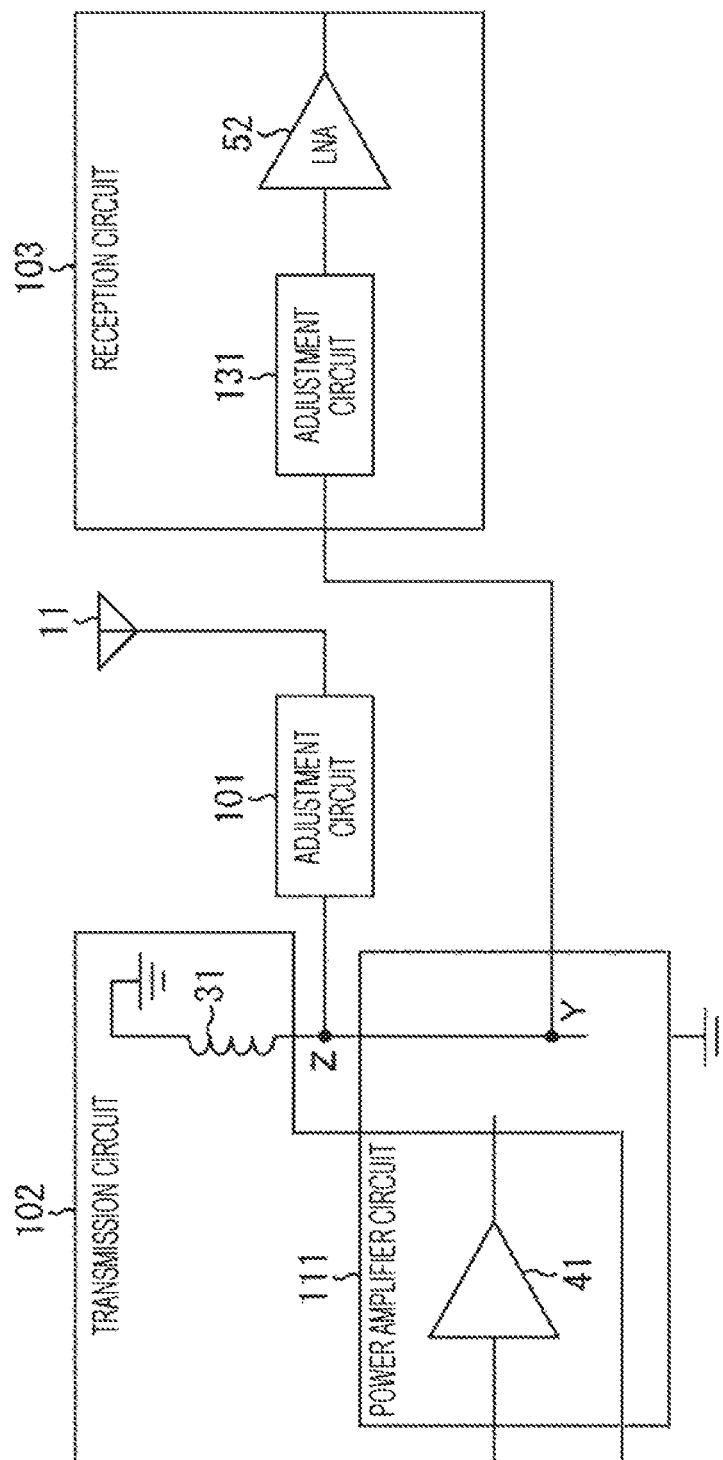 102
TRANSMISSION CIRCUIT
31
Z
111
POWER AMPLIFIER CIRCUIT
41
Y
101
ADJUSTMENT
CIRCUIT
11
103
RECEPTION CIRCUIT
131
ADJUSTMENT
CIRCUIT
52
LNA